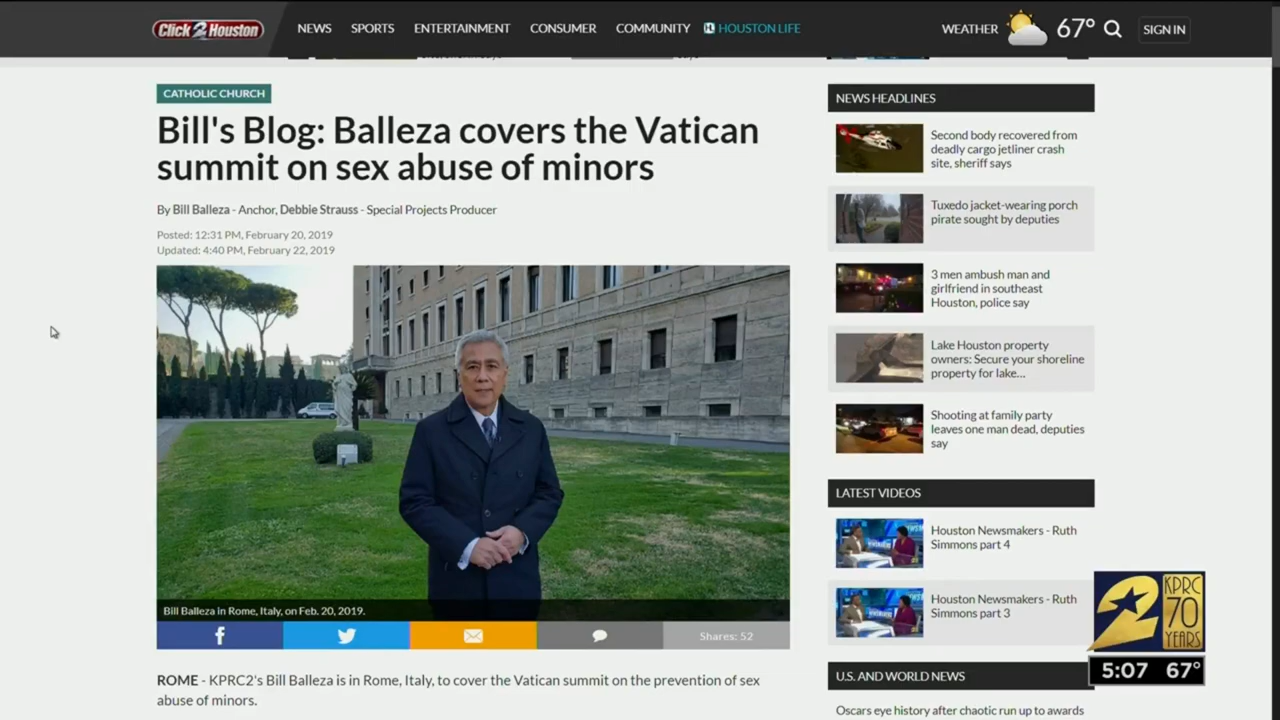 Click 2 Houston
NEWS
SPORTS
ENTERTAINMENT
CONSUMER
COMMUNITY
HOUSTON LIFE
WEATHER
67°
SIGN IN
CATHOLIC CHURCH
Bill's Blog: Balleza covers the Vatican
summit on sex abuse of minors
By Bill Balleza - Anchor, Debbie Strauss - Special Projects Producer
Posted: 12:31 PM, February 20, 2019
Updated: 4:40 PM, February 22, 2019
Bill Balleza in Rome, Italy, on Feb. 20, 2019.
Shares: 52
ROME - KPRC2's Bill Balleza is in Rome, Italy, to cover the Vatican summit on the prevention of sex
abuse of minors.
NEWS HEADLINES
Second body recovered from
deadly cargo jetliner crash
site, sheriff says
Tuxedo jacket-wearing porch
pirate sought by deputies
3 men ambush man and
girlfriend in southeast
Houston, police say
Lake Houston property
owners: Secure your shoreline
property for lake...
Shooting at family party
leaves one man dead, deputies
say
LATEST VIDEOS
Houston Newsmakers - Ruth
Simmons part 4
Houston Newsmakers - Ruth
Simmons part 3
U.S. AND WORLD NEWS
Oscars eye history after chaotic run up to awards
2
KPRC
70
YEARS
5:07 67°